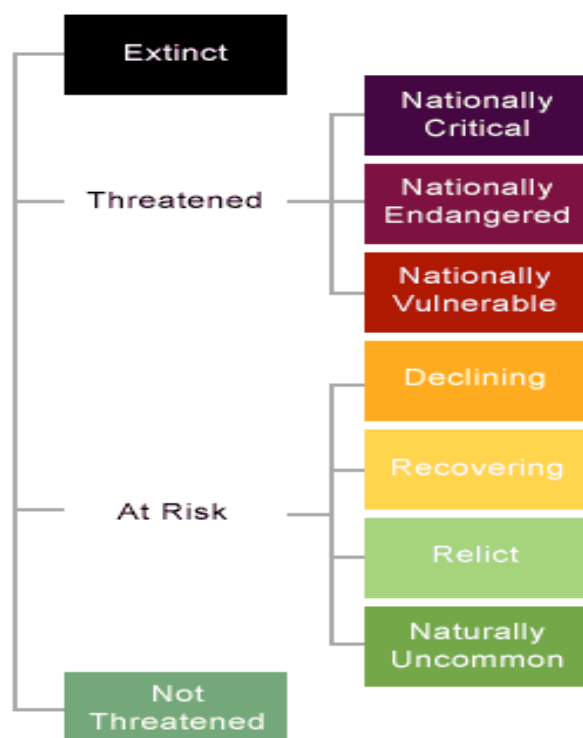 Extinct
Threatened
Nationally
Critical
Nationally
Endangered
Nationally
Vulnerable
At Risk
Declining
Recovering
Relict
Naturally
Uncommon
Not
Threatened